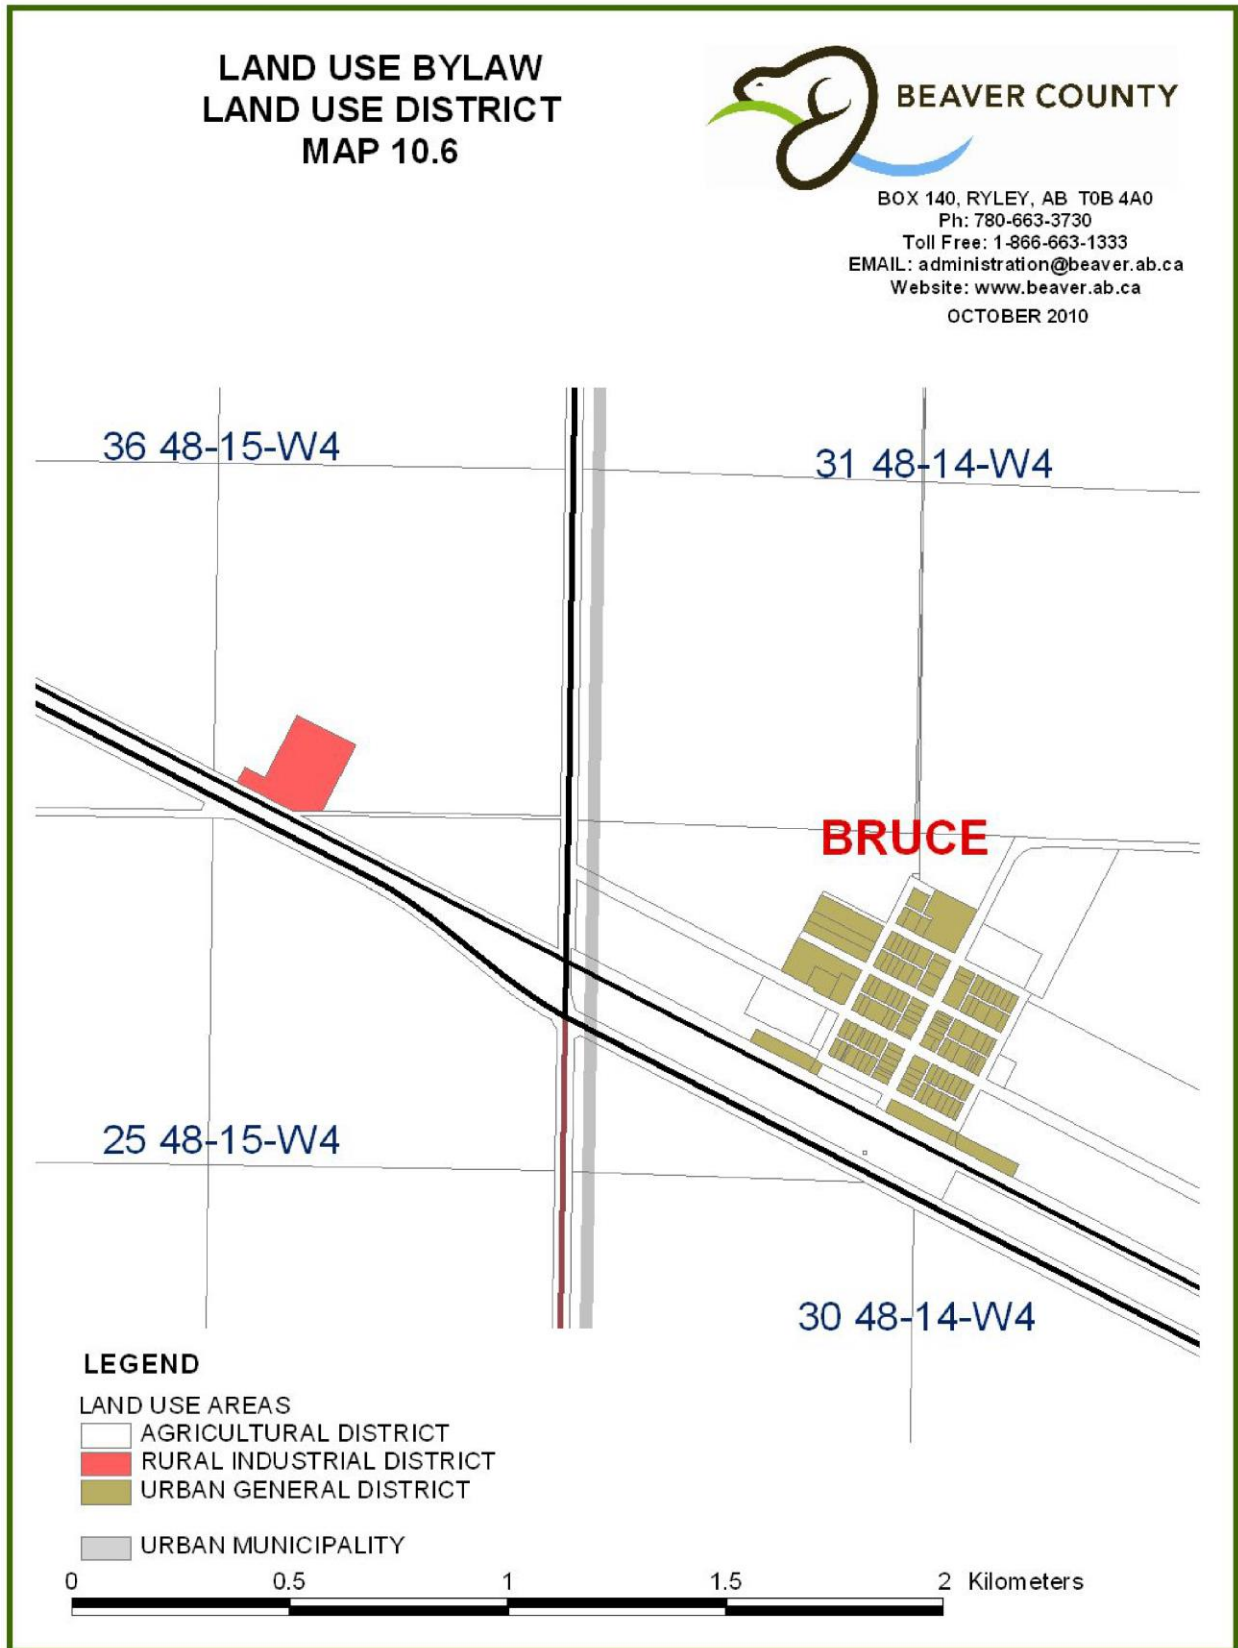 LAND USE BYLAW
LAND USE DISTRICT
MAP 10.6
BEAVER COUNTY
BOX 140, RYLEY, AB T0B 4A0
Ph: 780-663-3730
Toll Free: 1-866-663-1333
EMAIL: administration@beaver.ab.ca
Website: www.beaver.ab.ca
OCTOBER 2010
36 48-15-W4
31 48-14-W4
BRUCE
25 48-15-W4
30 48-14-W4
LEGEND
LAND USE AREAS
AGRICULTURAL DISTRICT
RURAL INDUSTRIAL DISTRICT
URBAN GENERAL DISTRICT
URBAN MUNICIPALITY
0 0.5 1 1.5 2 Kilometers